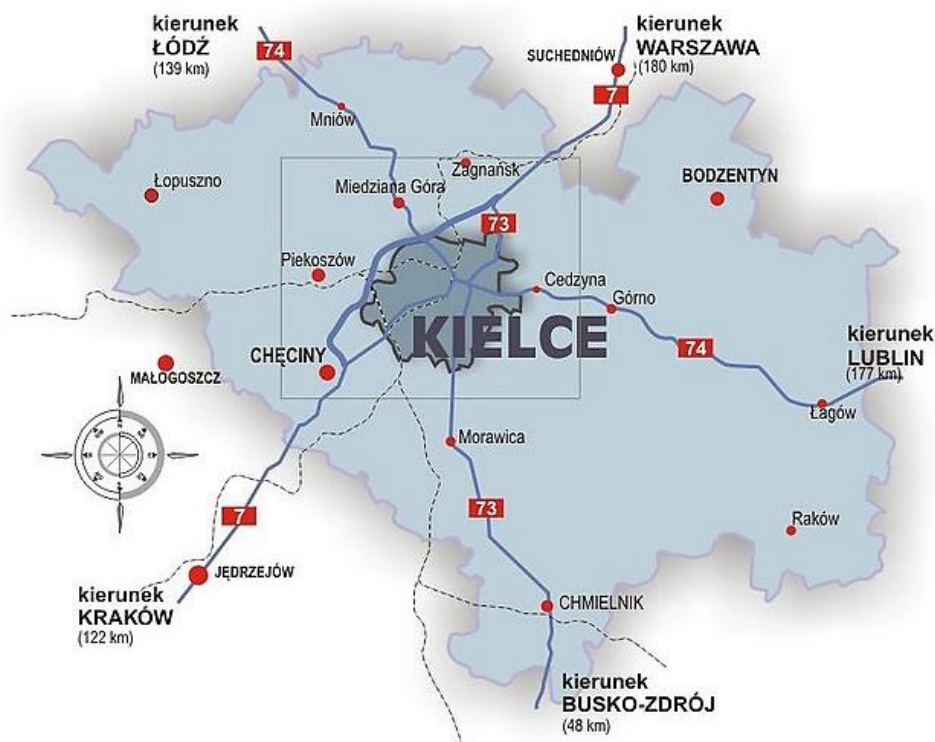 kierunek
ŁÓDŹ
(139 km)
74
kierunek
WARSZAWA
(180 km)
SUCHEDNIÓW
7
Mniów
Zagnańsk
Łopuszno
Miedziana Góra
BODZENTYN
73
Piekoszów
Cedzyna
Górno
KIELCE
74
kierunek
LUBLIN
(177 km)
CHĘCINY
MAŁOGOSZCZ
Łagów
Morawica
73
7
Raków
JĘDRZEJÓW
kierunek
KRAKÓW
(122 km)
CHMIELNIK
kierunek
BUSKO-ZDRÓJ
(48 km)